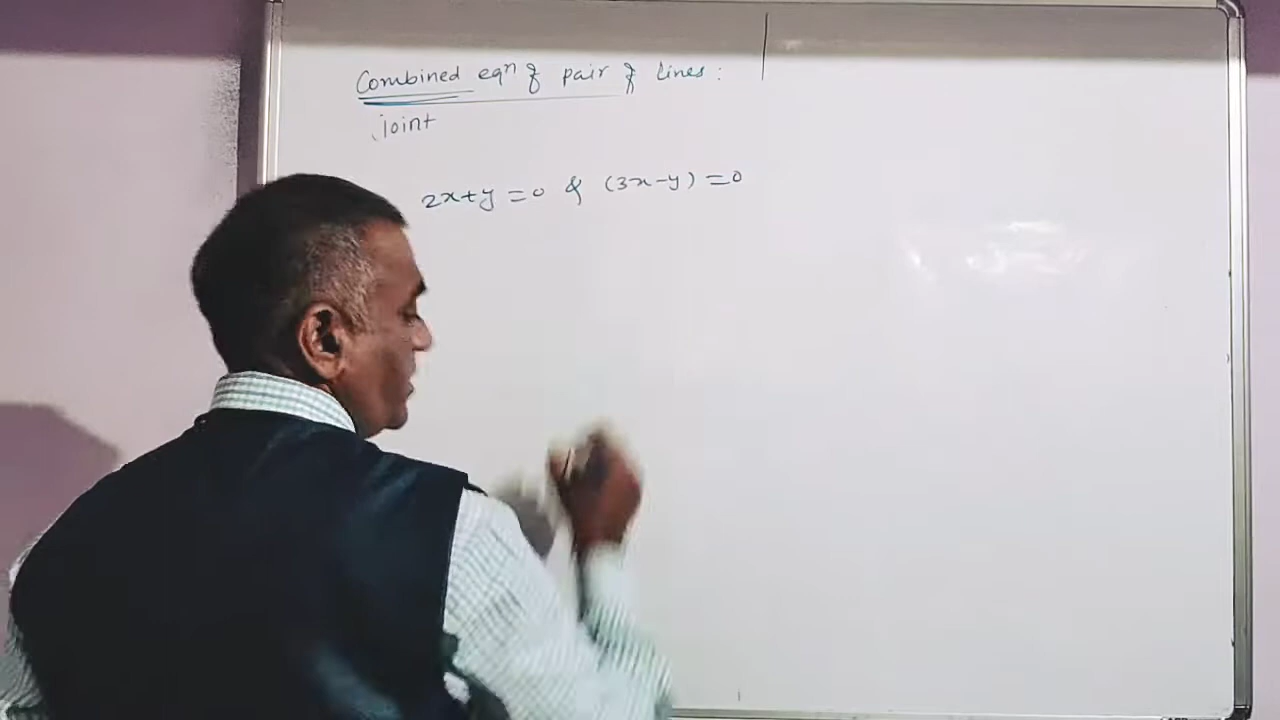 Combined eqn of pair of lines :
joint
2x+y =0 & (3x-y) =0